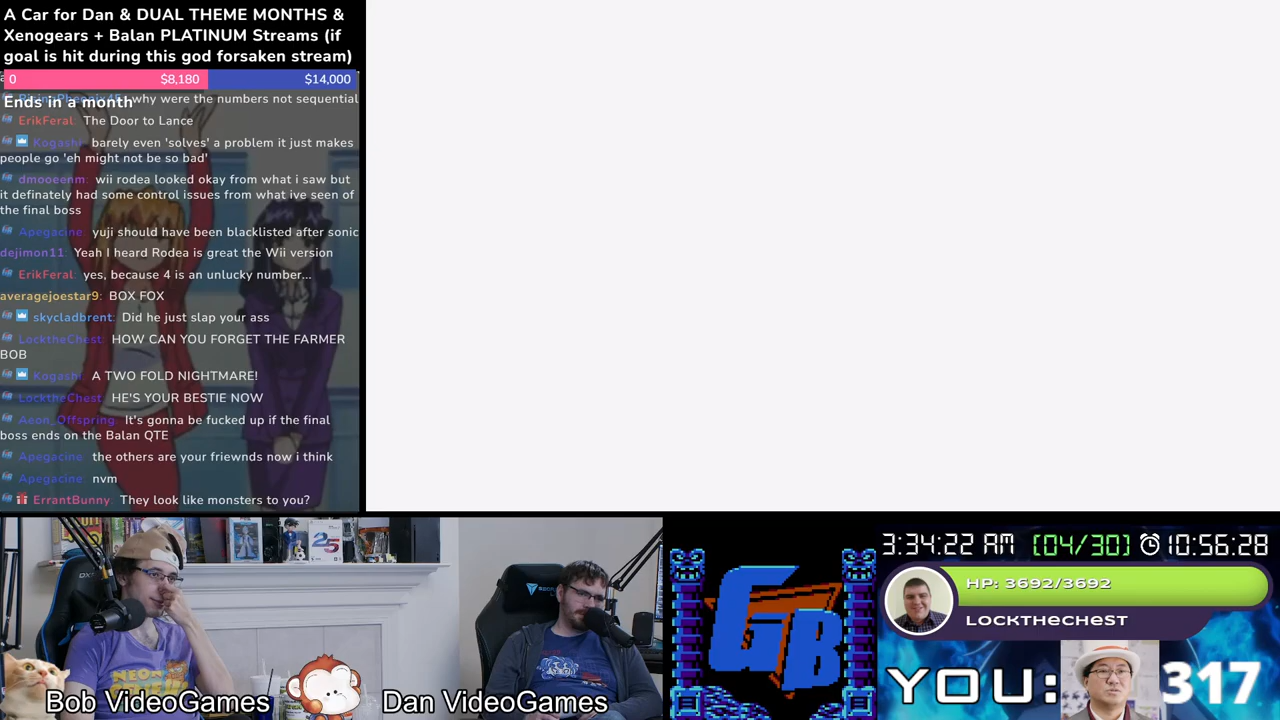 A Car for Dan & DUAL THEME MONTHS &
Xenogears + Balan PLATINUM Streams (if
goal is hit during this god forsaken stream)
0 $8,180 $14,000
Ends in a month
why were the numbers not sequential
ErikFeral: The Door to Lance
Kogashi: barely even 'solves' a problem it just makes
people go 'eh might not be so bad'
dmooeenm: wii rodea looked okay from what i saw but
it definately had some control issues from what ive seen of
the final boss
Apegacine: yuji should have been blacklisted after sonic
dejimon11: Yeah I heard Rodea is great the Wii version
ErikFeral: yes, because 4 is an unlucky number...
averagejoestar9: BOX FOX
skycladbrent: Did he just slap your ass
LocktheChest: HOW CAN YOU FORGET THE FARMER
BOB
Kogashi: A TWO FOLD NIGHTMARE!
LocktheChest: HE'S YOUR BESTIE NOW
Aeon_Offspring: It's gonna be fucked up if the final
boss ends on the Balan QTE
Apegacine: the others are your friewnds now i think
Apegacine: nvm
ErrantBunny: They look like monsters to you?
25
NEON
Bob VideoGames
Dan VideoGames
GB
3:34:22 AM [04/30] 10:56:28
HP: 3692/3692
LOCKTHECHEST
YOU: 317